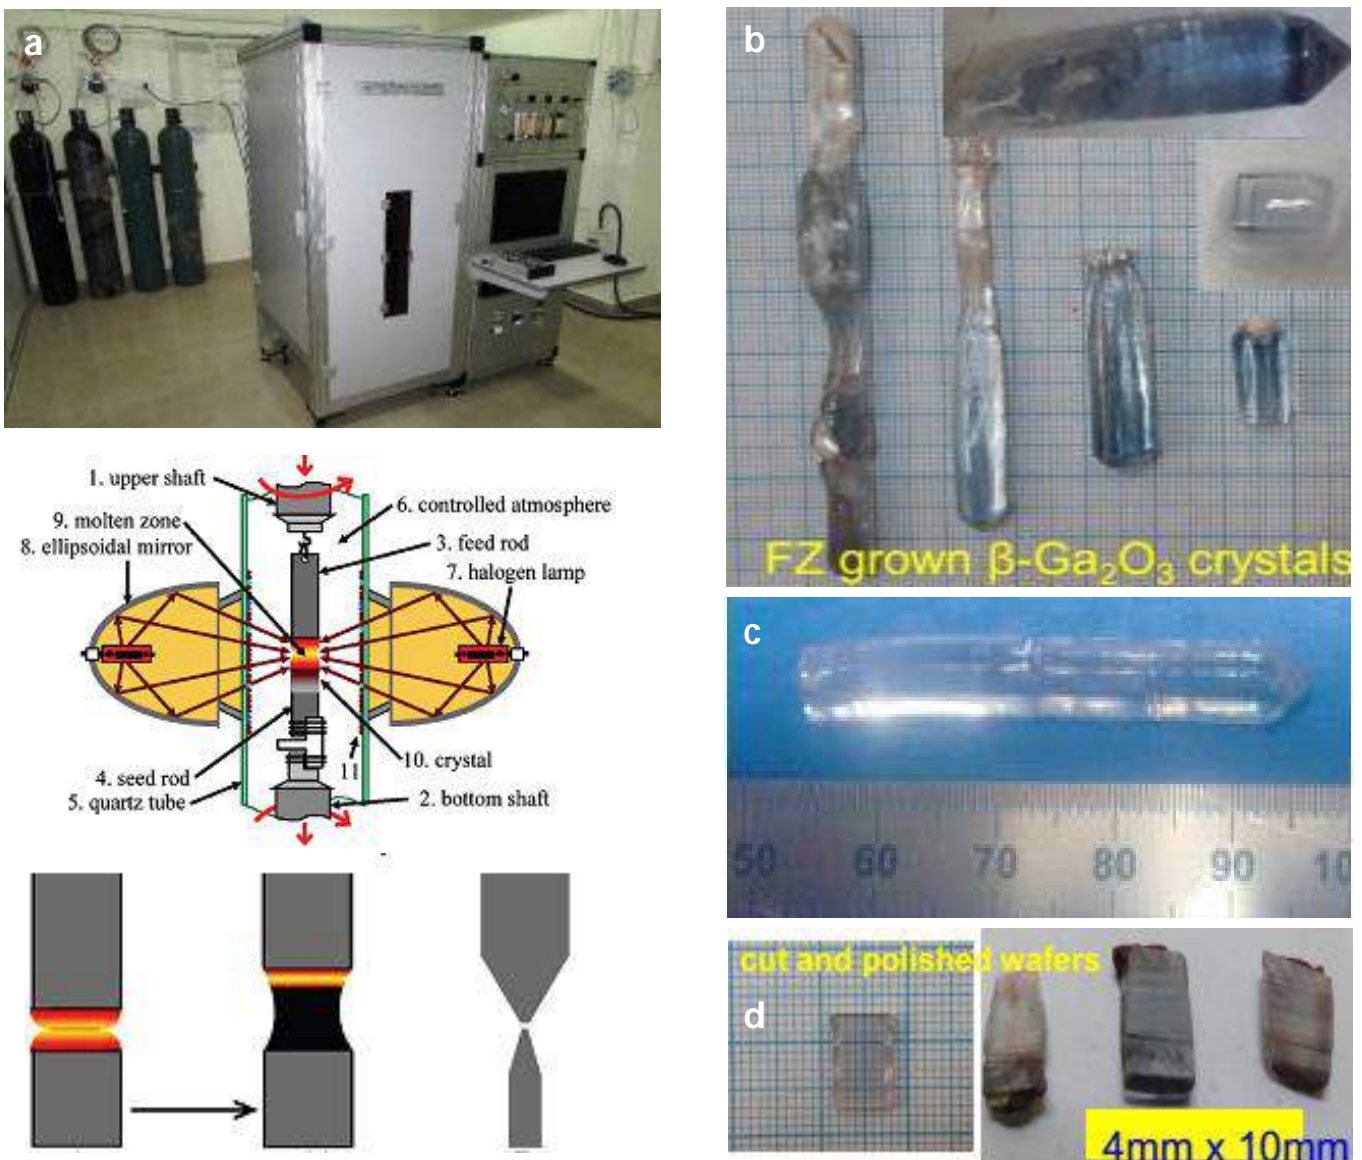 a
1. upper shaft
9. molten zone
8. ellipsoidal mirror
6. controlled atmosphere
3. feed rod
7. halogen lamp
4. seed rod
5. quartz tube
10. crystal
2. bottom shaft
b
FZ grown β-Ga₂O₃ crystals
c
50 60 70 80 90 10
cut and polished wafers
d
4mm x 10mm